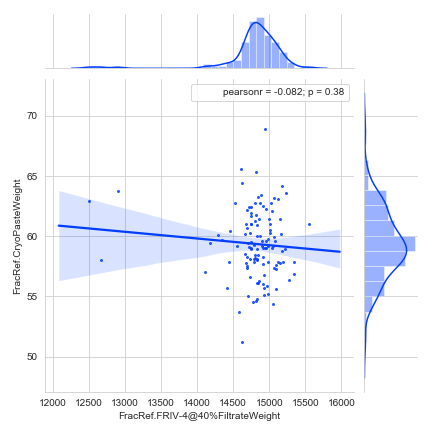 pearsonr = -0.082; p = 0.38
70
65
60
55
50
FracRef.CryoPasteWeight
12000 12500 13000 13500 14000 14500 15000 15500 16000
FracRef.FRIV-4@40%FiltrateWeight